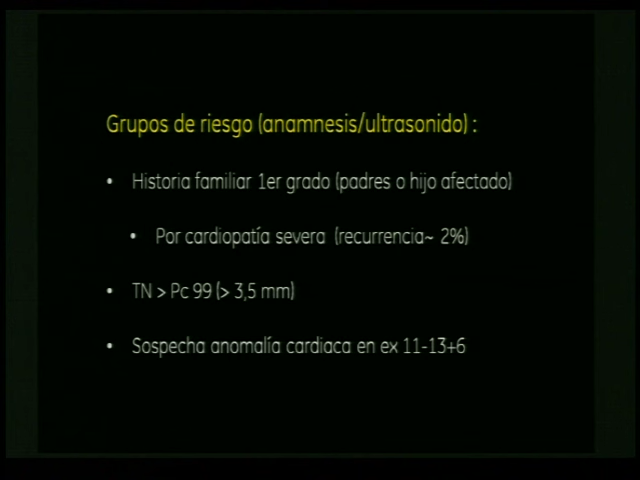 Grupos de riesgo (anamnesis/ultrasonido) :
• Historia familiar 1er grado (padres o hijo afectado)
• Por cardiopatía severa (recurrencia~ 2%)
• TN > Pc 99 (> 3,5 mm)
• Sospecha anomalía cardiaca en ex 11-13+6